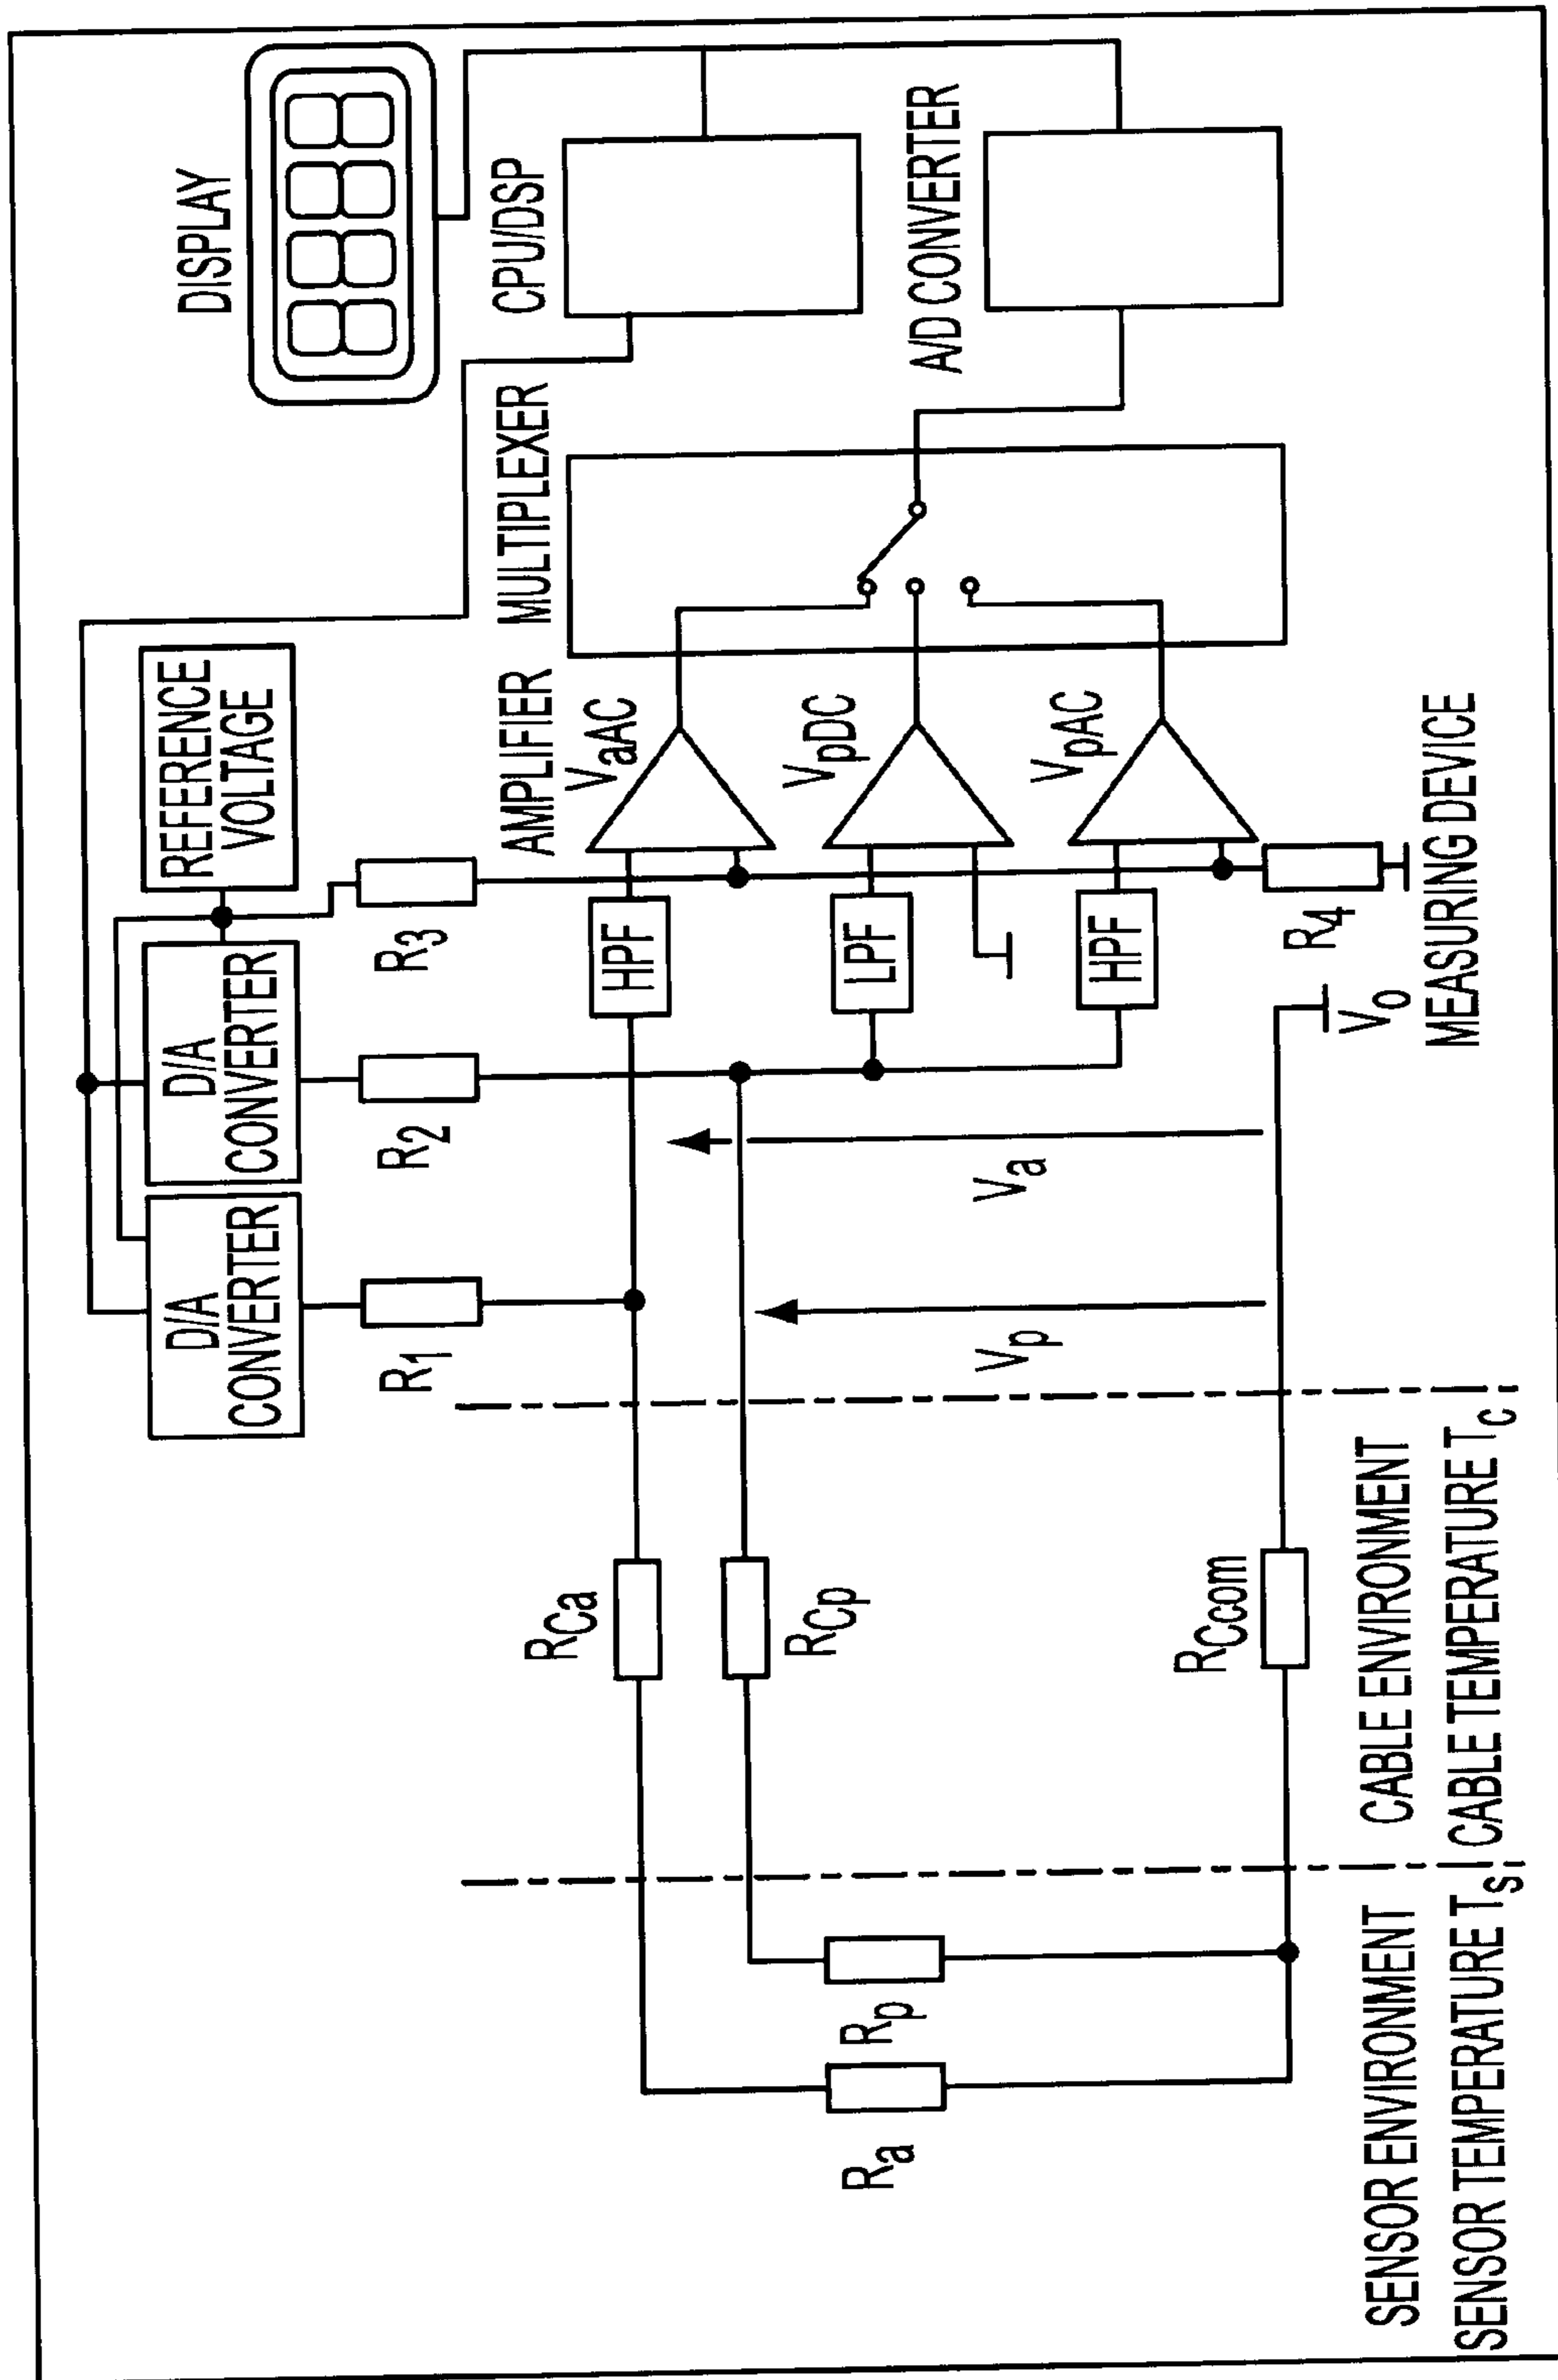 D/A
CONVERTER
D/A
CONVERTER
REFERENCE
VOLTAGE
DISPLAY
R1
R2
R3
AMPLIFIER
MULTIPLEXER
CPU/DSP
RCa
HPF
VaAC
RCp
LPF
VpDC
Ra
Rp
Vp
Va
HPF
VpAC
A/D CONVERTER
RCcom
R4
Vo
SENSOR ENVIRONMENT
CABLE ENVIRONMENT
MEASURING DEVICE
SENSOR TEMPERATURE Ts
CABLE TEMPERATURE Tc